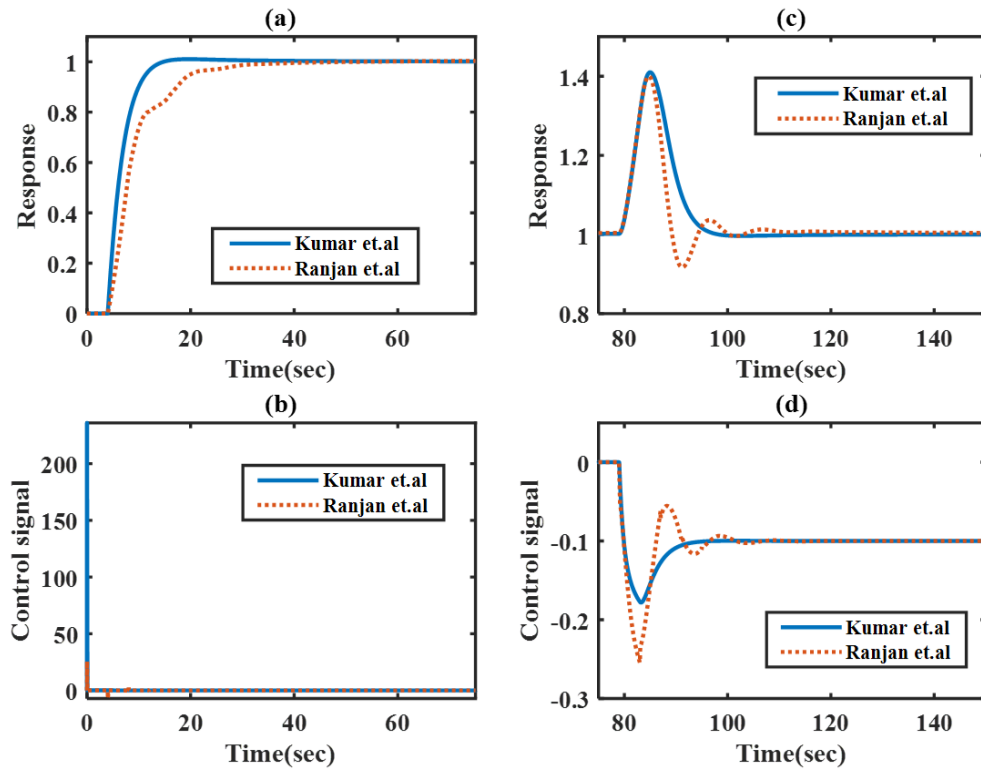 (a)
1
0.8
0.6
0.4
0.2
0
Response
Kumar et.al
Ranjan et.al
0 20 40 60
Time(sec)
(c)
1.4
1.2
1
0.8
Response
Kumar et.al
Ranjan et.al
80 100 120 140
Time(sec)
(b)
200
150
100
50
0
Control signal
Kumar et.al
Ranjan et.al
0 20 40 60
Time(sec)
(d)
0
-0.1
-0.2
-0.3
Control signal
Kumar et.al
Ranjan et.al
80 100 120 140
Time(sec)